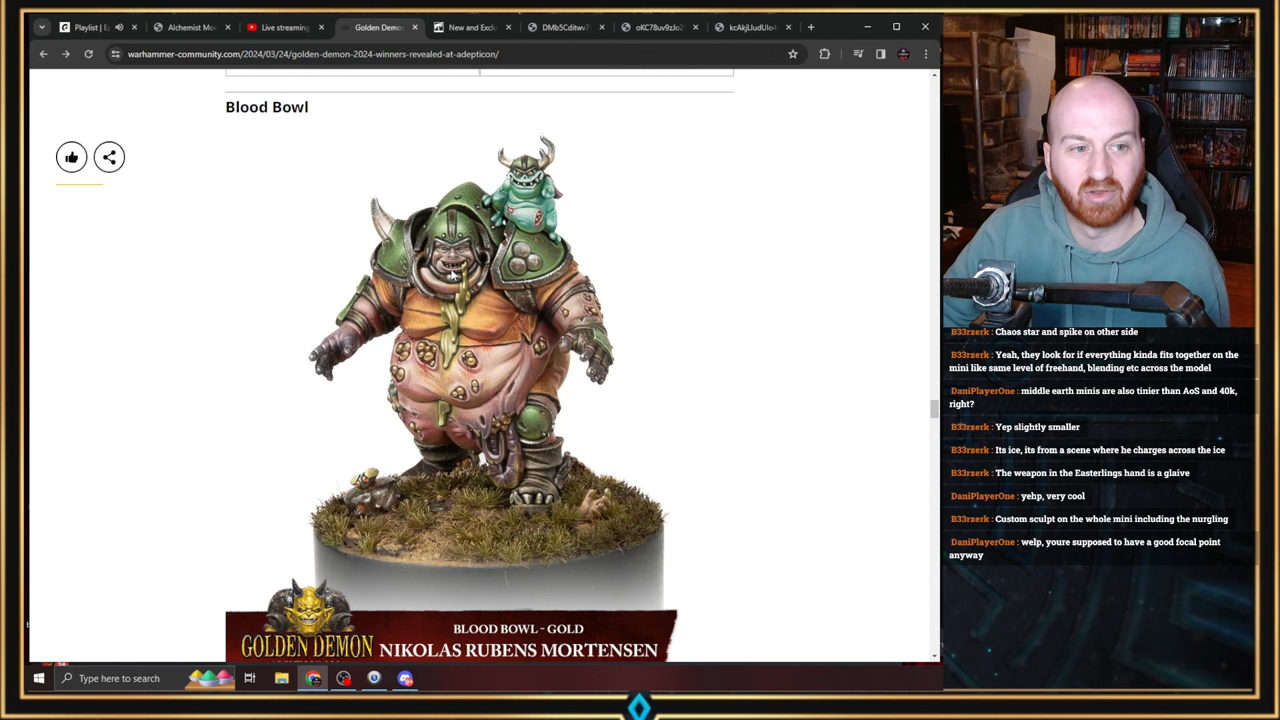 Playlist | E
Alchemist Mo
Live streaming
Golden Demon
New and Exclu
DMb5Cditwv7
oKC78uv9zJo2
kcAkjLludUIo4
warhammer-community.com/2024/03/24/golden-demon-2024-winners-revealed-at-adepticon/
Blood Bowl
GOLDEN DEMON
BLOOD BOWL - GOLD
NIKOLAS RUBENS MORTENSEN
Type here to search
B33rzerk : Chaos star and spike on other side
B33rzerk : Yeah, they look for if everything kinda fits together on the
mini like same level of freehand, blending etc across the model
DaniPlayerOne : middle earth minis are also tinier than AoS and 40k,
right?
B33rzerk : Yep slightly smaller
B33rzerk : Its ice, its from a scene where he charges across the ice
B33rzerk : The weapon in the Easterlings hand is a glaive
DaniPlayerOne : yehp, very cool
B33rzerk : Custom sculpt on the whole mini including the nurgling
DaniPlayerOne : welp, youre supposed to have a good focal point
anyway